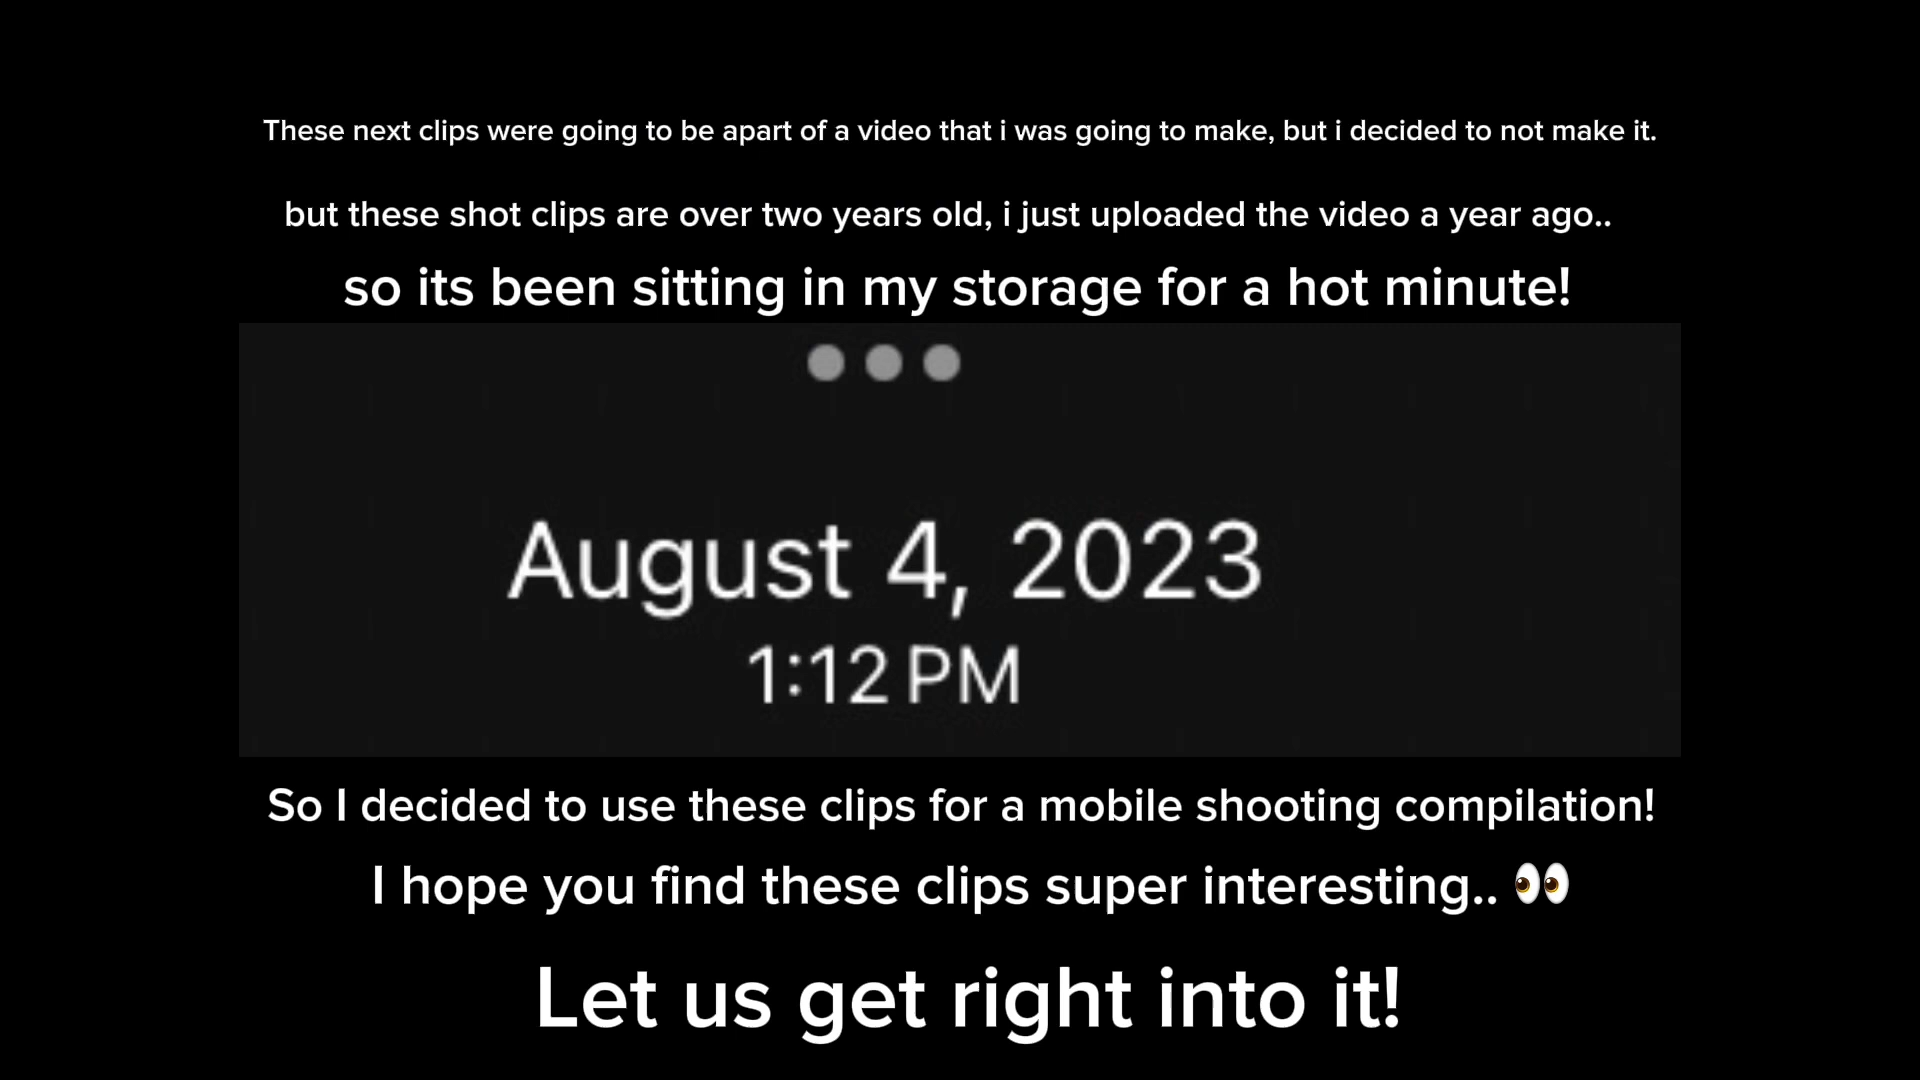 These next clips were going to be apart of a video that i was going to make, but i decided to not make it.
but these shot clips are over two years old, i just uploaded the video a year ago..
so its been sitting in my storage for a hot minute!
August 4, 2023
1:12 PM
So I decided to use these clips for a mobile shooting compilation!
I hope you find these clips super interesting.. 👀
Let us get right into it!